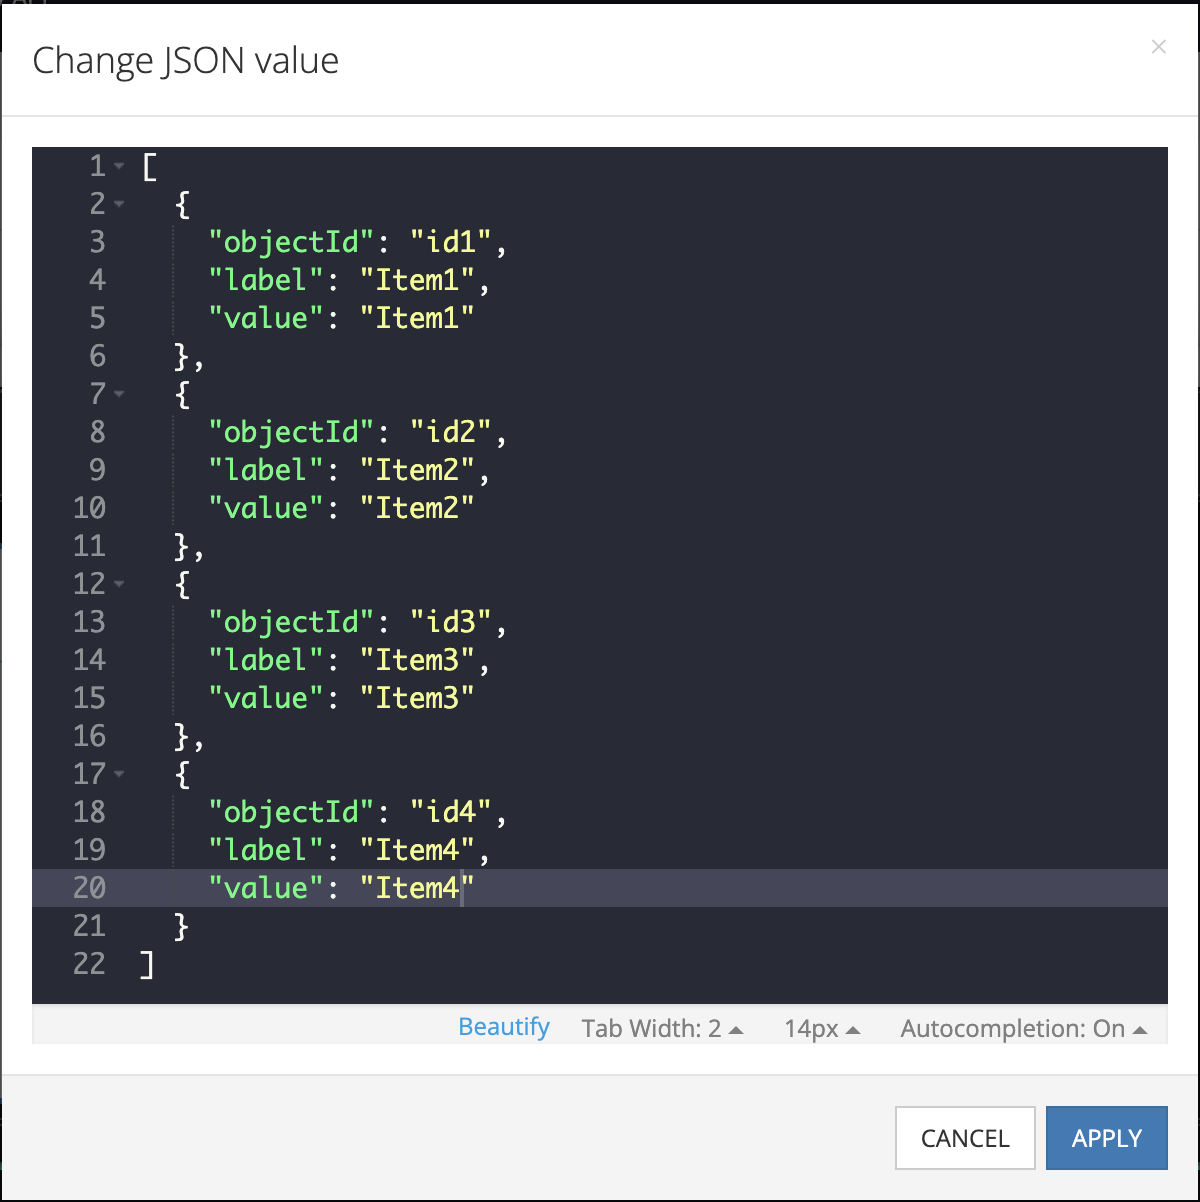 Change JSON value
×
1 [
2   {
3     "objectId": "id1",
4     "label": "Item1",
5     "value": "Item1"
6   },
7   {
8     "objectId": "id2",
9     "label": "Item2",
10     "value": "Item2"
11   },
12   {
13     "objectId": "id3",
14     "label": "Item3",
15     "value": "Item3"
16   },
17   {
18     "objectId": "id4",
19     "label": "Item4",
20     "value": "Item4"
21   }
22 ]
Beautify Tab Width: 2 14px Autocompletion: On
CANCEL APPLY